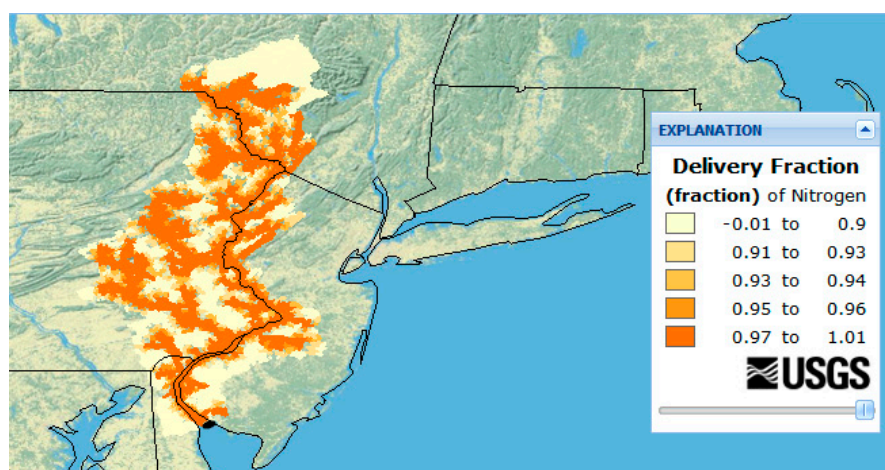 EXPLANATION
Delivery Fraction
(fraction) of Nitrogen
-0.01 to 0.9
0.91 to 0.93
0.93 to 0.94
0.95 to 0.96
0.97 to 1.01
USGS